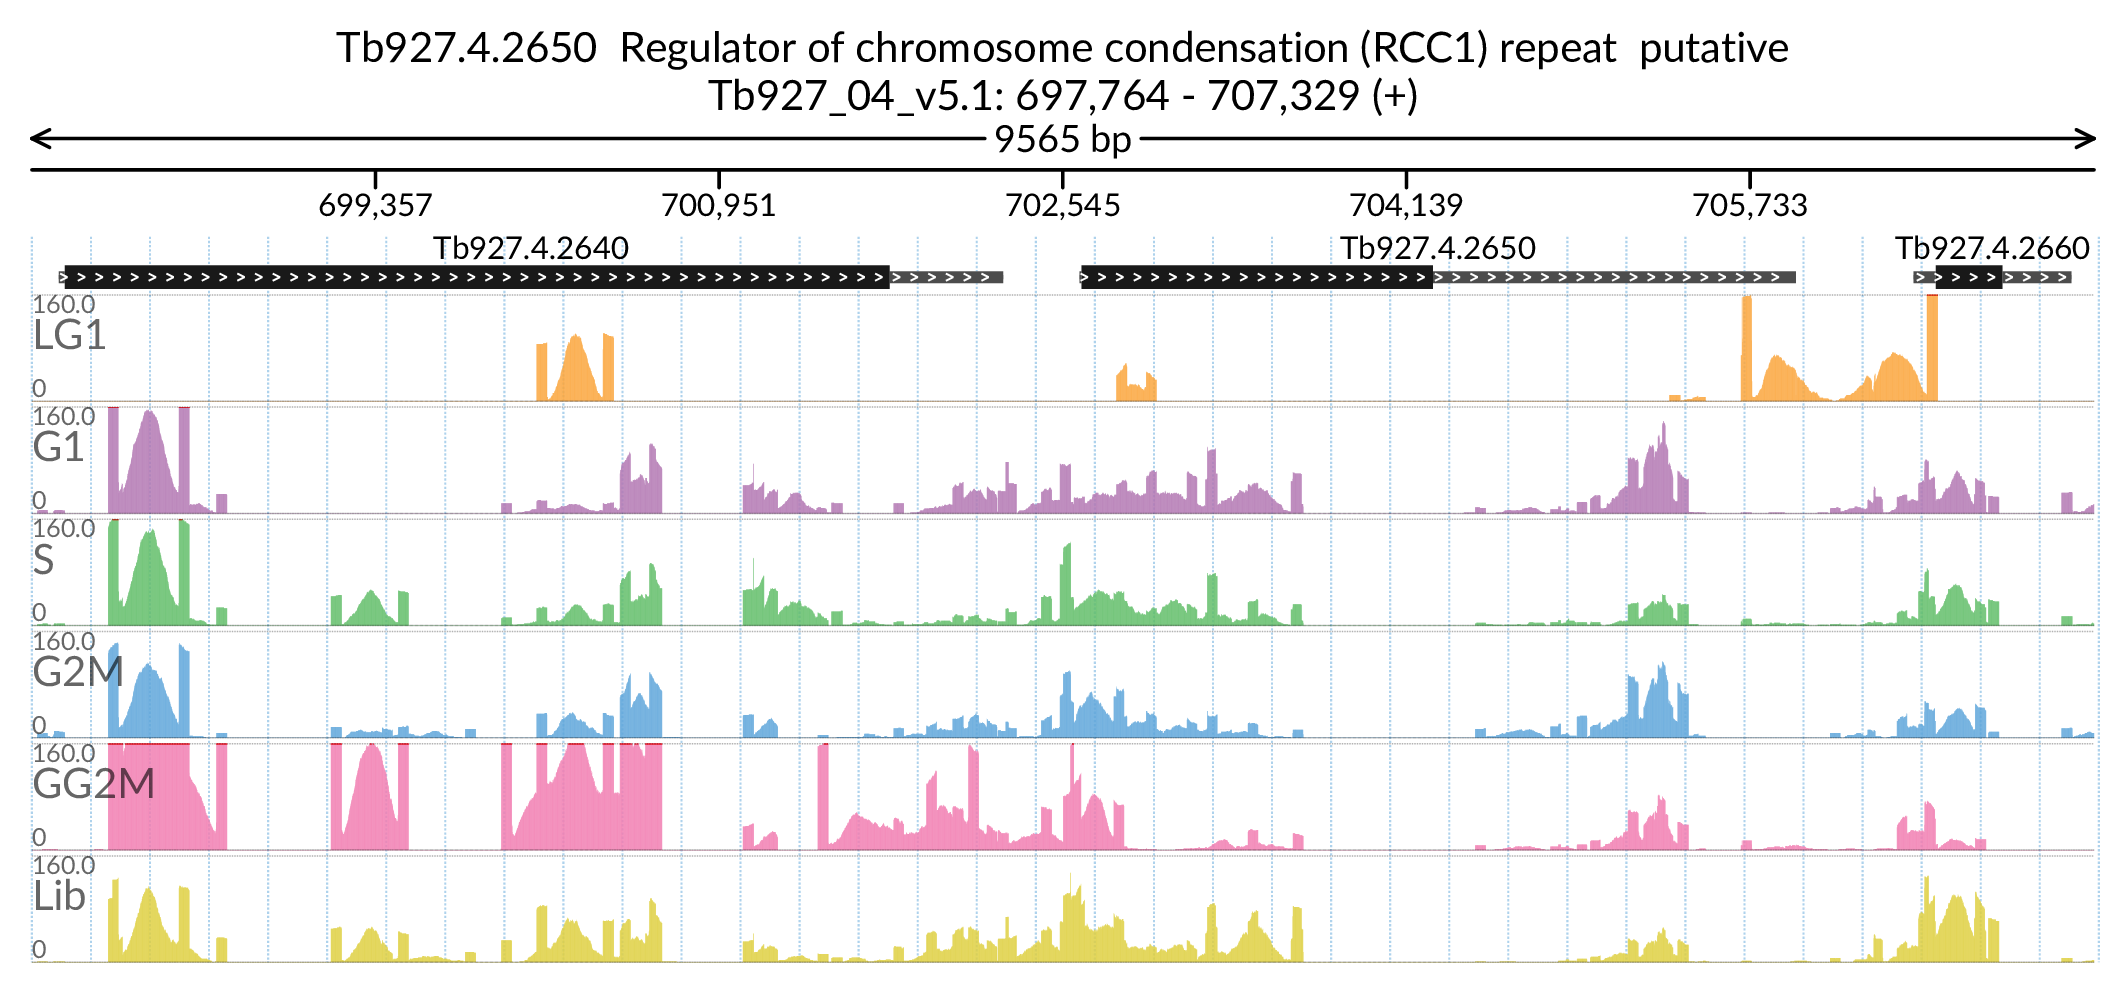 Tb927.4.2650  Regulator of chromosome condensation (RCC1) repeat  putative
Tb927_04_v5.1: 697,764 - 707,329 (+)
9565 bp
699,357 700,951 702,545 704,139 705,733
Tb927.4.2640 Tb927.4.2650 Tb927.4.2660
160.0
LG1
0
160.0
G1
0
160.0
S
0
160.0
G2M
0
160.0
GG2M
0
160.0
Lib
0